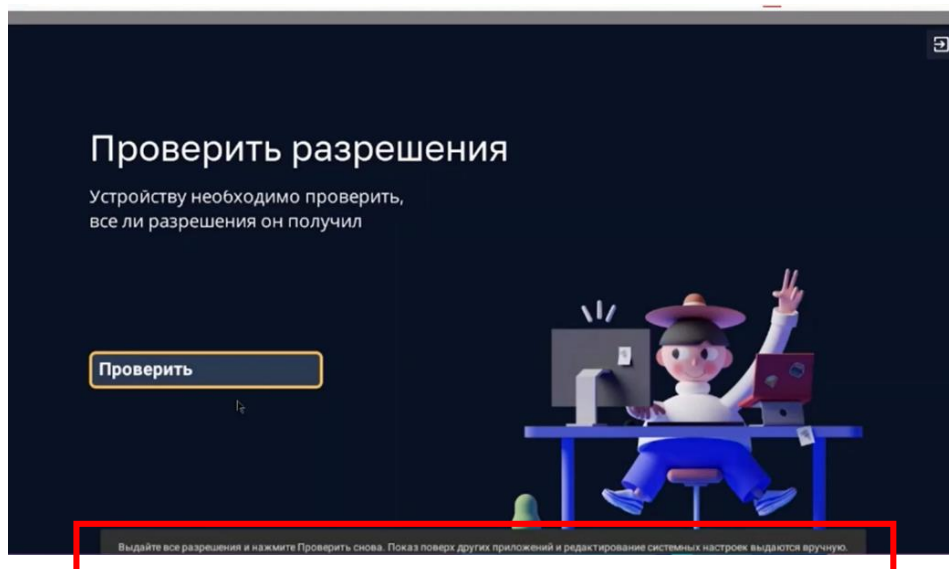 Проверить разрешения
Устройству необходимо проверить,
все ли разрешения он получил
Проверить
Выдайте все разрешения и нажмите Проверить снова. Показ поверх других приложений и редактирование системных настроек выдаются вручную.